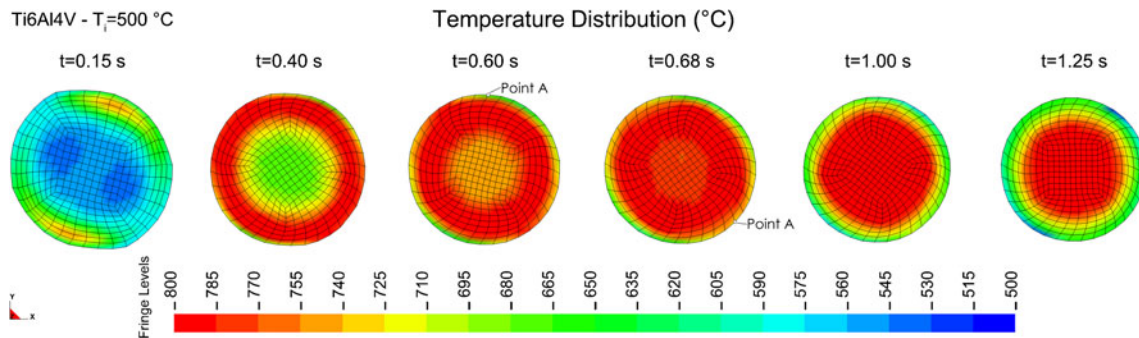 Ti6Al4V - Ti=500 °C
Temperature Distribution (°C)
t=0.15 s
t=0.40 s
t=0.60 s
t=0.68 s
t=1.00 s
t=1.25 s
Point A
Point A
Fringe Levels
800
785
770
755
740
725
710
695
680
665
650
635
620
605
590
575
560
545
530
515
500
Y
X